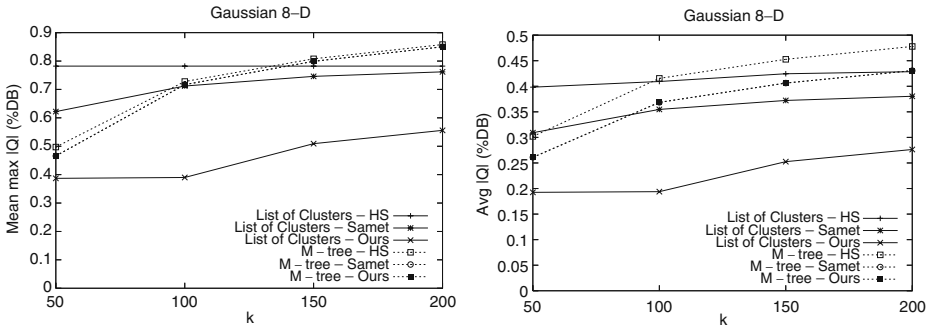 Gaussian 8–D
Mean max |Q| (%DB)
0.9
0.8
0.7
0.6
0.5
0.4
0.3
0.2
0.1
0
List of Clusters – HS
List of Clusters – Samet
List of Clusters – Ours
M – tree – HS
M – tree – Samet
M – tree – Ours
50 100 150 200
k
Gaussian 8–D
Avg |Q| (%DB)
0.5
0.45
0.4
0.35
0.3
0.25
0.2
0.15
0.1
0.05
0
List of Clusters – HS
List of Clusters – Samet
List of Clusters – Ours
M – tree – HS
M – tree – Samet
M – tree – Ours
50 100 150 200
k